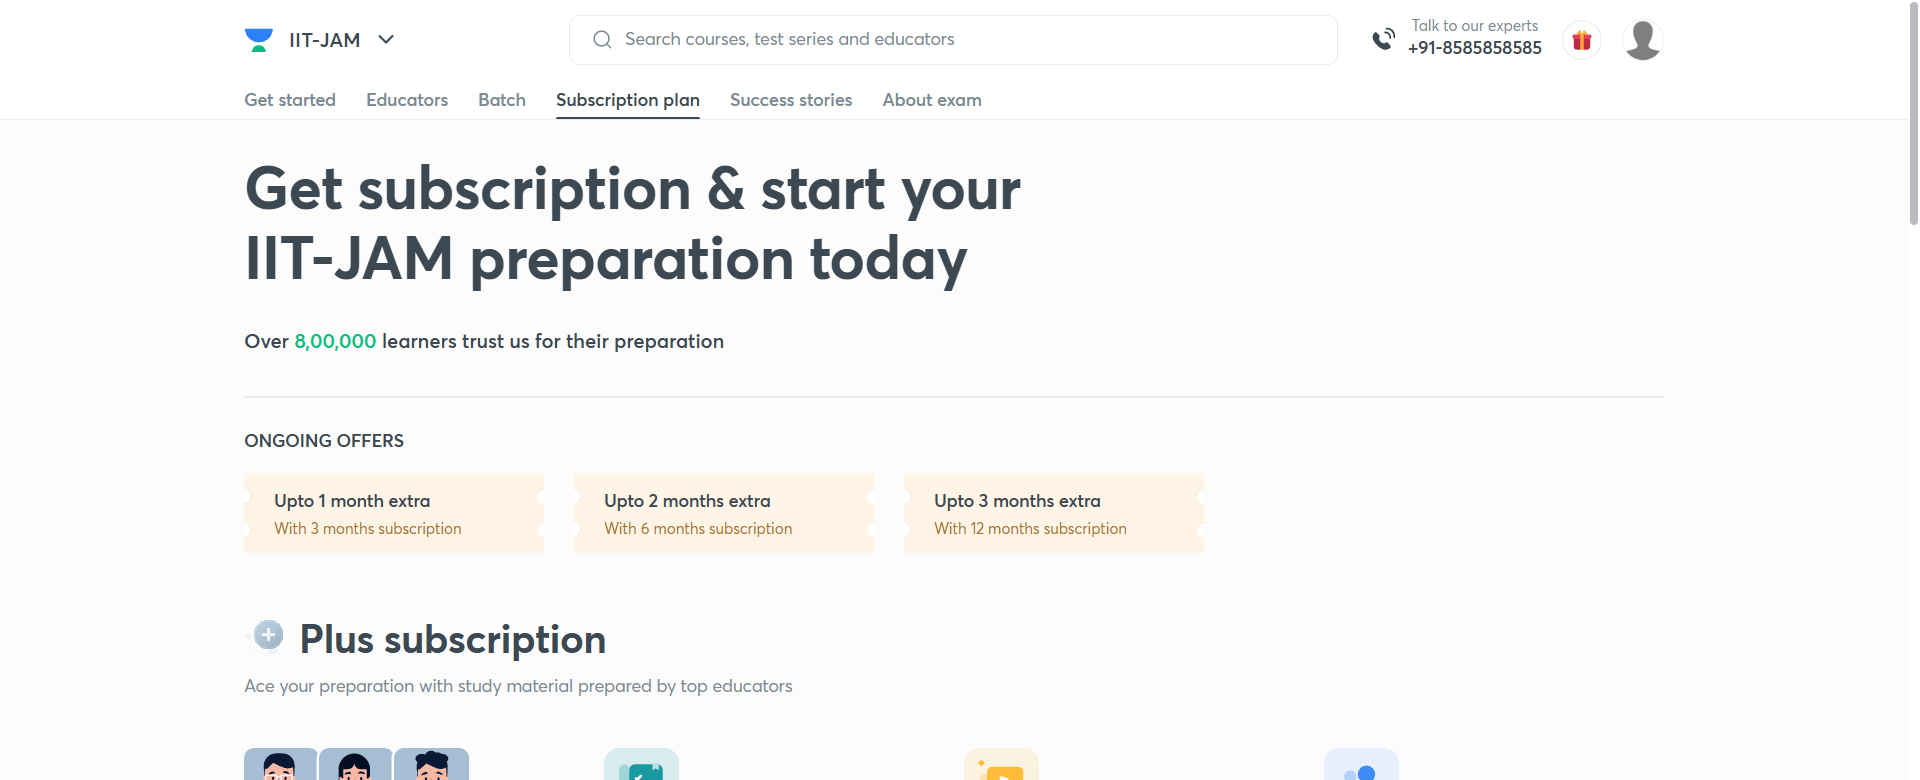 IIT-JAM
Search courses, test series and educators
Talk to our experts
+91-8585858585
Get started
Educators
Batch
Subscription plan
Success stories
About exam
Get subscription & start your
IIT-JAM preparation today
Over 8,00,000 learners trust us for their preparation
ONGOING OFFERS
Upto 1 month extra
With 3 months subscription
Upto 2 months extra
With 6 months subscription
Upto 3 months extra
With 12 months subscription
Plus subscription
Ace your preparation with study material prepared by top educators